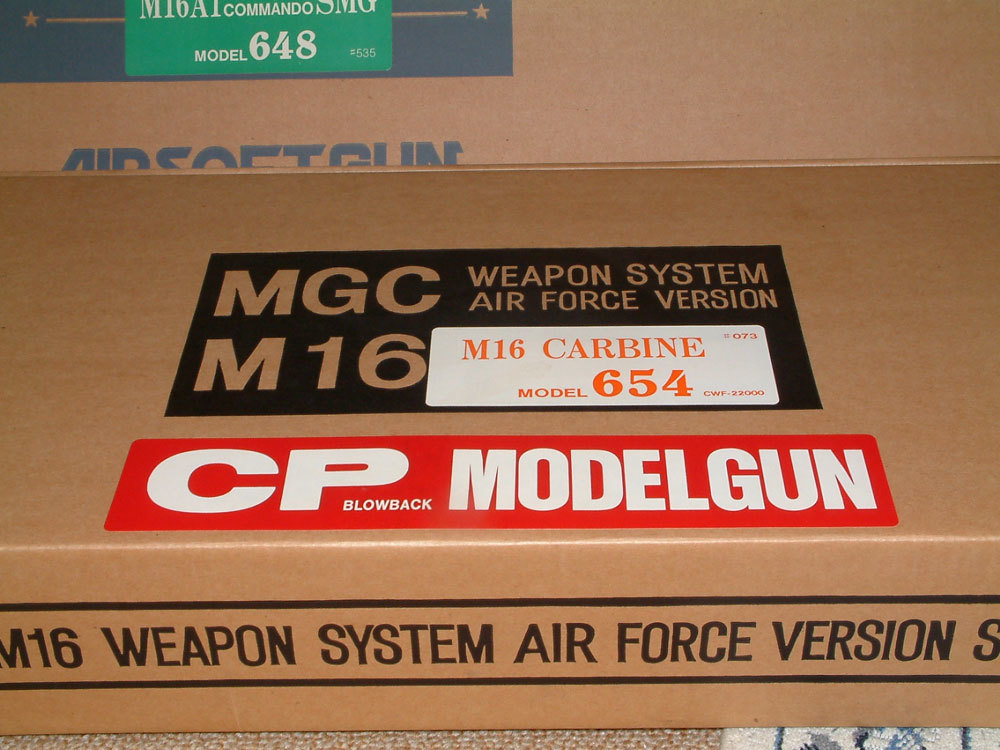 M16A1 COMMANDO SMG
MODEL 648 #535
AIRSOFTGUN
MGC WEAPON SYSTEM
AIR FORCE VERSION
M16
M16 CARBINE #073
MODEL 654 CWF-22000
CP BLOWBACK MODELGUN
M16 WEAPON SYSTEM AIR FORCE VERSION S